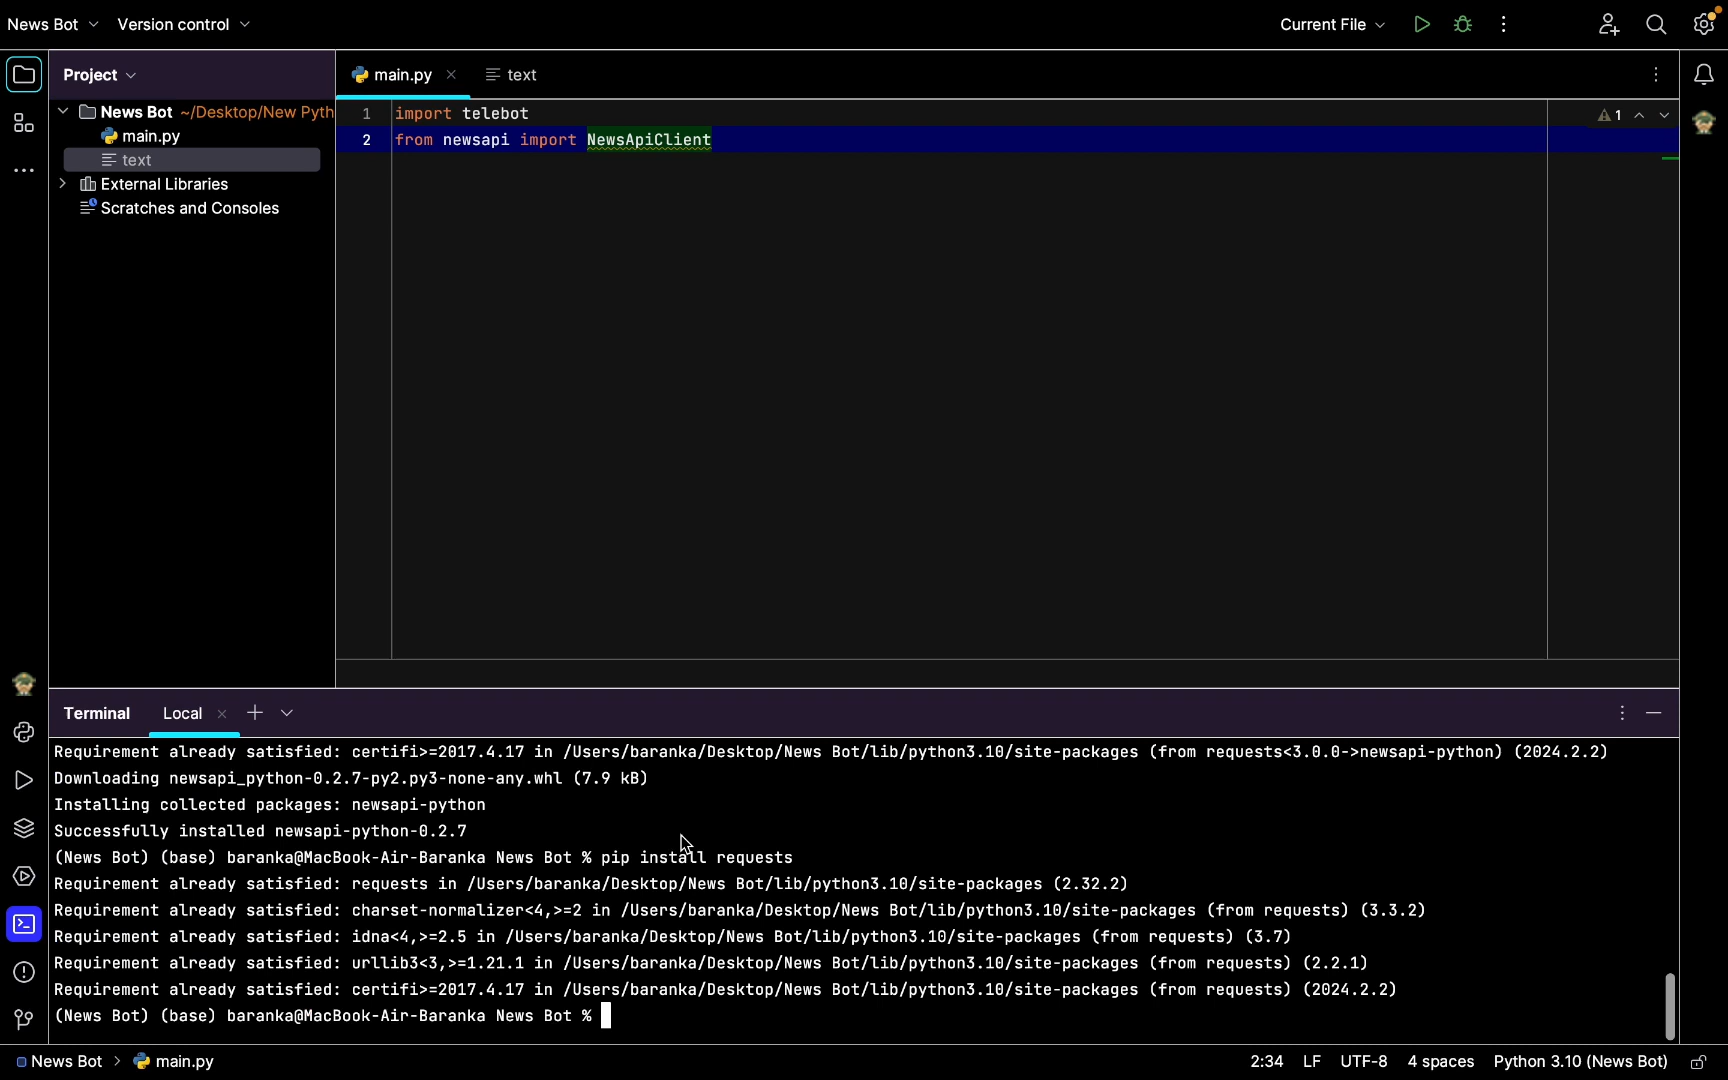 News Bot
Version control
Current File
Project
main.py
text
News Bot ~/Desktop/New Pyth
main.py
text
External Libraries
Scratches and Consoles
1 import telebot
2 from newsapi import NewsApiClient
1
Terminal
Local
Requirement already satisfied: certifi>=2017.4.17 in /Users/baranka/Desktop/News Bot/lib/python3.10/site-packages (from requests<3.0.0->newsapi-python) (2024.2.2)
Downloading newsapi_python-0.2.7-py2.py3-none-any.whl (7.9 kB)
Installing collected packages: newsapi-python
Successfully installed newsapi-python-0.2.7
(News Bot) (base) baranka@MacBook-Air-Baranka News Bot % pip install requests
Requirement already satisfied: requests in /Users/baranka/Desktop/News Bot/lib/python3.10/site-packages (2.32.2)
Requirement already satisfied: charset-normalizer<4,>=2 in /Users/baranka/Desktop/News Bot/lib/python3.10/site-packages (from requests) (3.3.2)
Requirement already satisfied: idna<4,>=2.5 in /Users/baranka/Desktop/News Bot/lib/python3.10/site-packages (from requests) (3.7)
Requirement already satisfied: urllib3<3,>=1.21.1 in /Users/baranka/Desktop/News Bot/lib/python3.10/site-packages (from requests) (2.2.1)
Requirement already satisfied: certifi>=2017.4.17 in /Users/baranka/Desktop/News Bot/lib/python3.10/site-packages (from requests) (2024.2.2)
(News Bot) (base) baranka@MacBook-Air-Baranka News Bot %
News Bot > main.py
2:34 LF UTF-8 4 spaces Python 3.10 (News Bot)